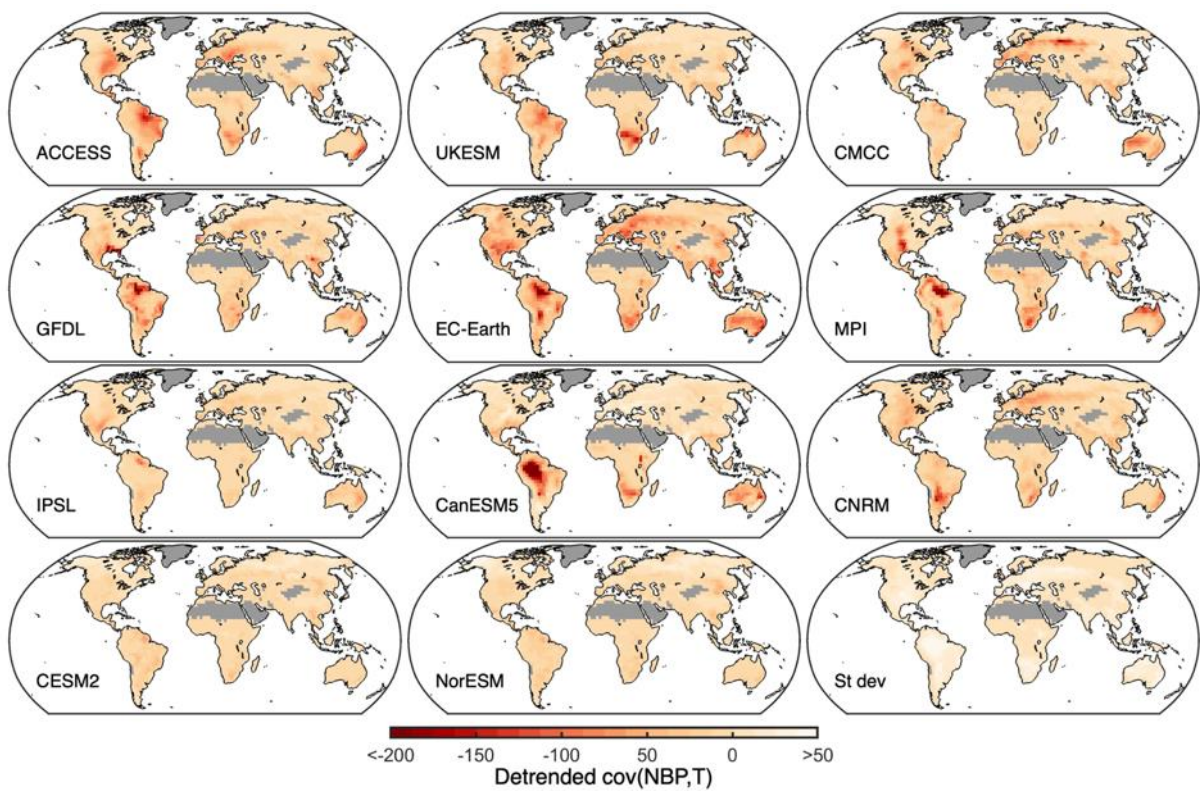 ACCESS
UKESM
CMCC
GFDL
EC-Earth
MPI
IPSL
CanESM5
CNRM
CESM2
NorESM
St dev
<-200 -150 -100 50 0 >50
Detrended cov(NBP,T)